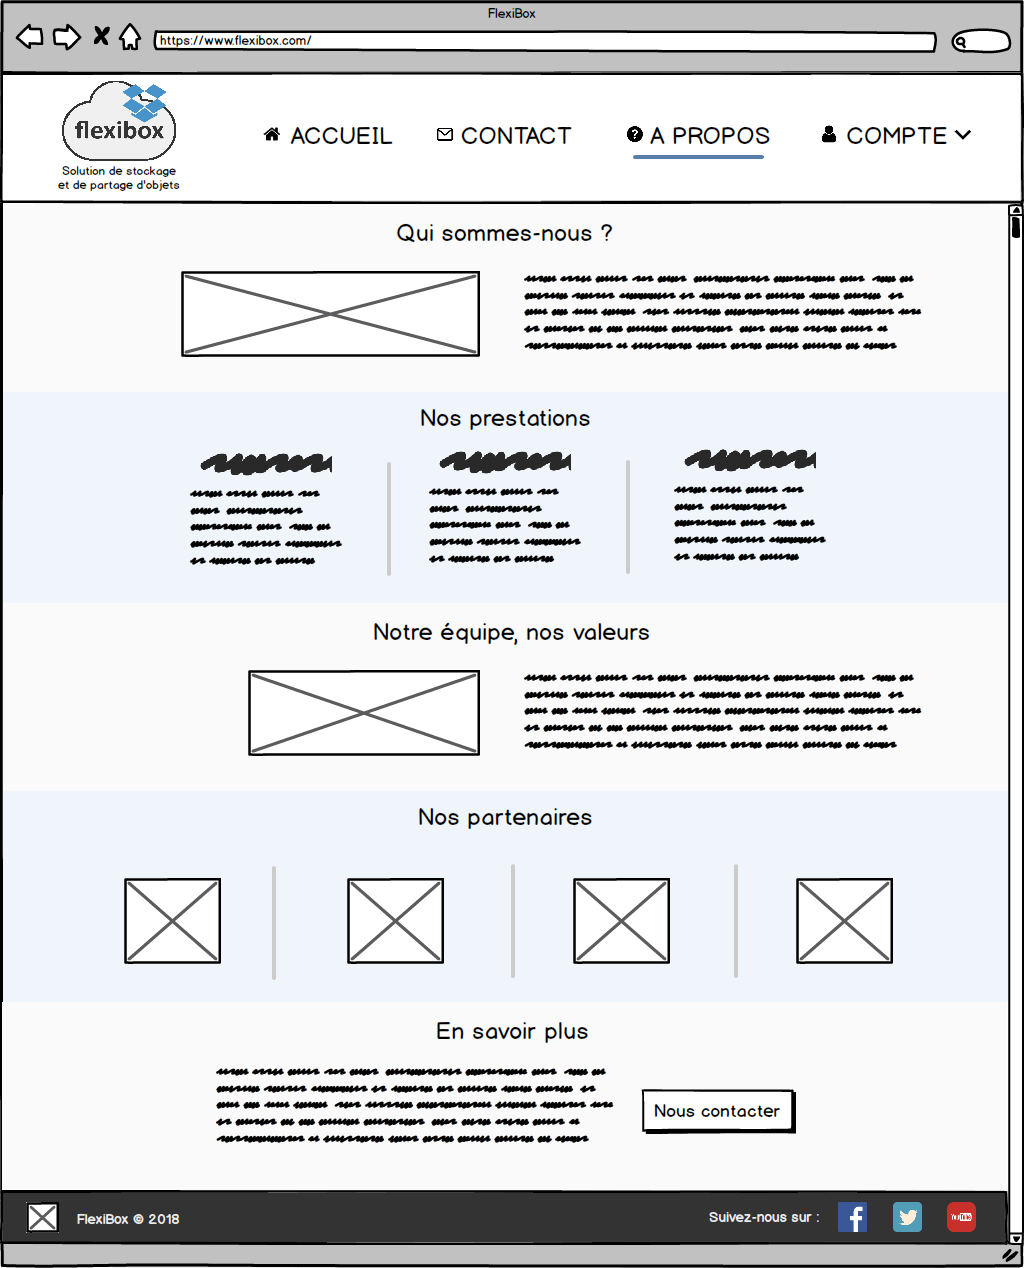 FlexiBox
https://www.flexibox.com/
flexibox
Solution de stockage
et de partage d'objets
ACCUEIL
CONTACT
A PROPOS
COMPTE
Qui sommes-nous ?
Nos prestations
Notre équipe, nos valeurs
Nos partenaires
En savoir plus
Nous contacter
FlexiBox © 2018
Suivez-nous sur :
YouTube